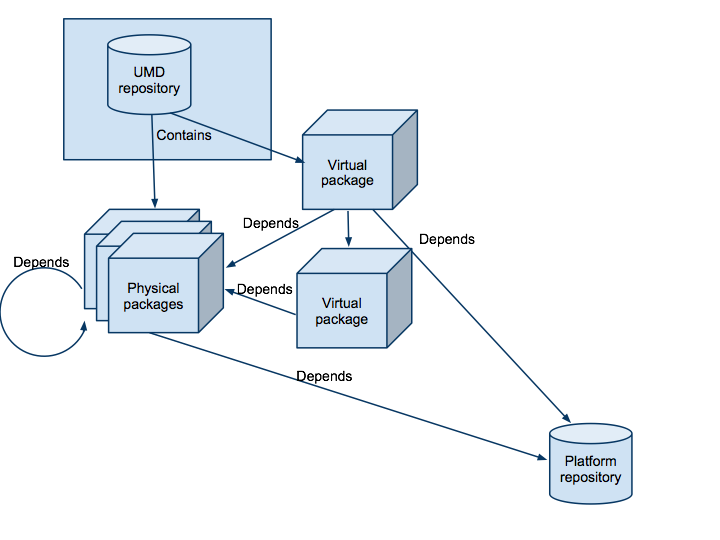 UMD
repository
Contains
Virtual
package
Depends
Depends
Depends
Physical
packages
Depends
Virtual
package
Depends
Platform
repository